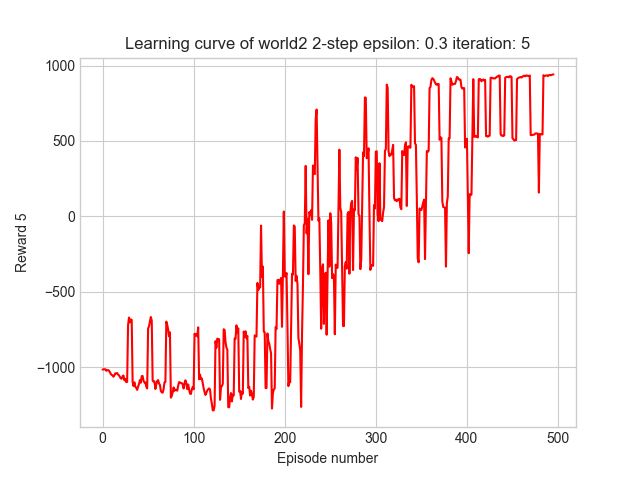 Learning curve of world2 2-step epsilon: 0.3 iteration: 5
1000
500
0
−500
−1000
Reward 5
0 100 200 300 400 500
Episode number